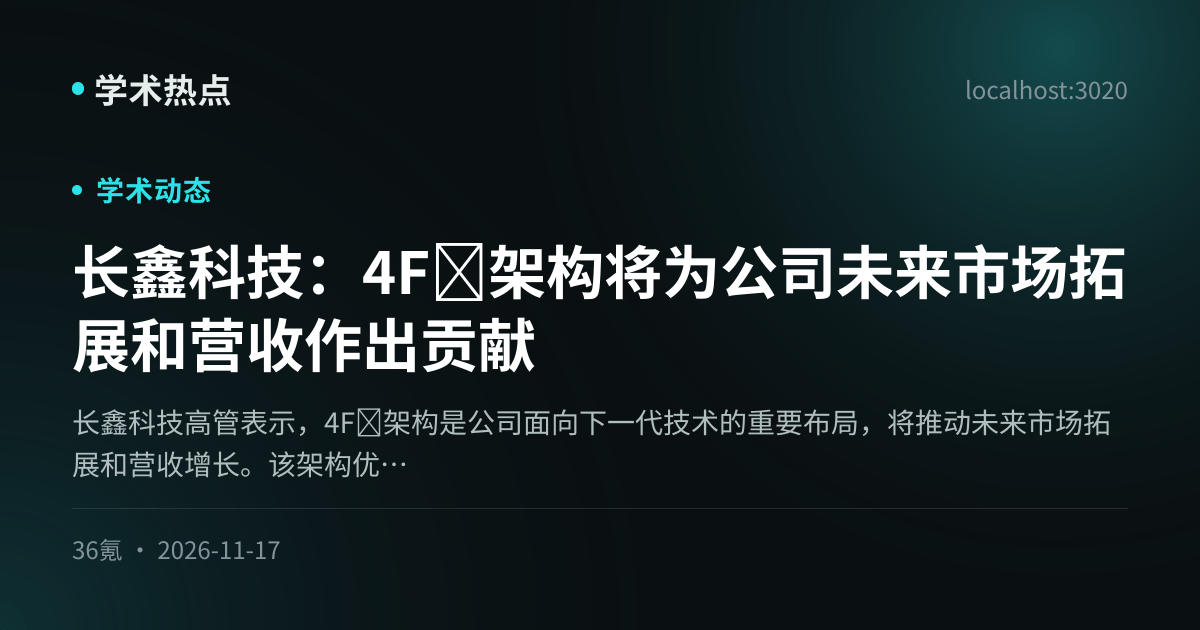 学术热点
localhost:3020
学术动态
长鑫科技：4F架构将为公司未来市场拓
展和营收作出贡献
长鑫科技高管表示，4F架构是公司面向下一代技术的重要布局，将推动未来市场拓
展和营收增长。该架构优…
36氪 · 2026-11-17